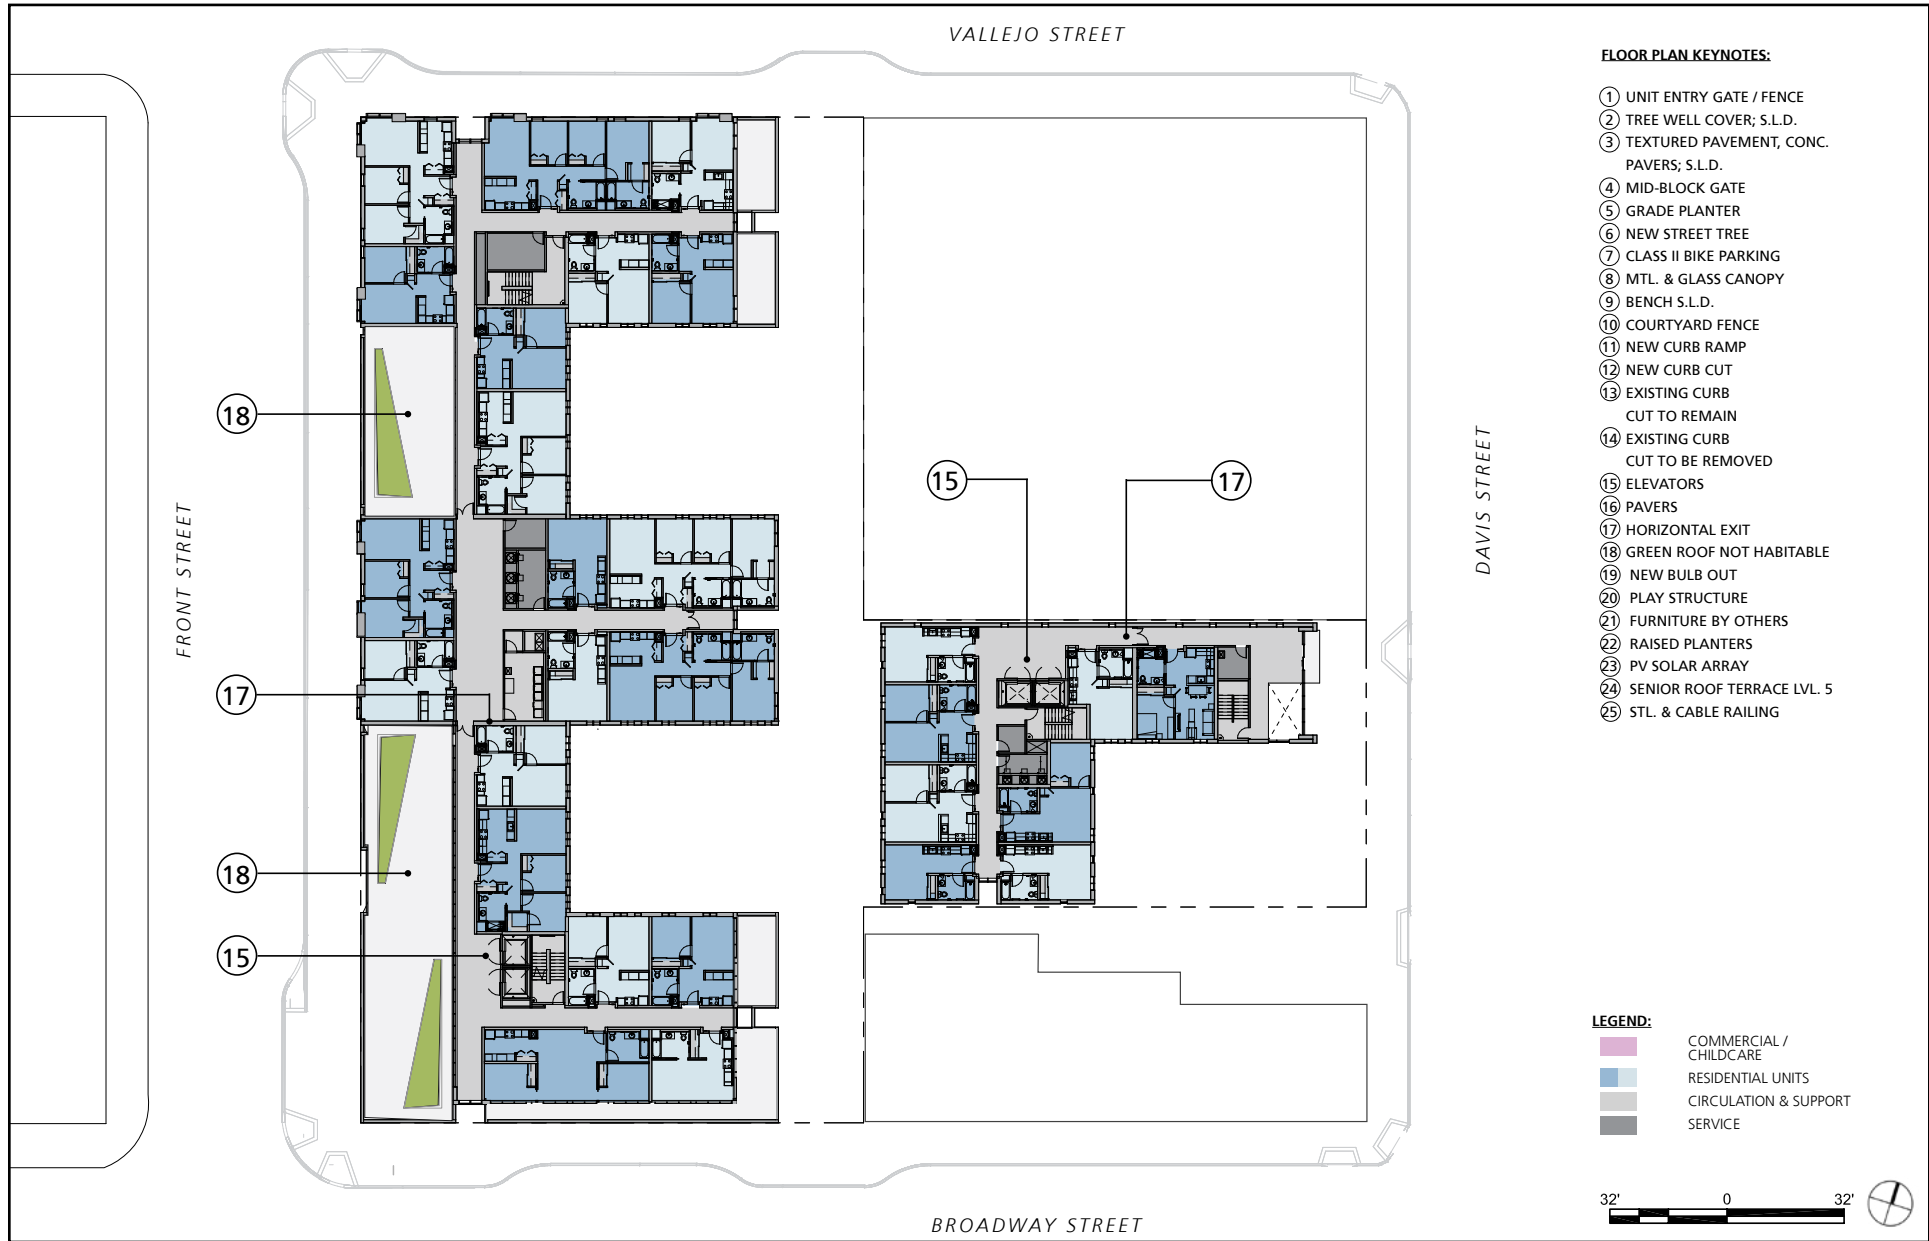 VALLEJO STREET
FLOOR PLAN KEYNOTES:
1 UNIT ENTRY GATE / FENCE
2 TREE WELL COVER; S.L.D.
3 TEXTURED PAVEMENT, CONC.
PAVERS; S.L.D.
4 MID-BLOCK GATE
5 GRADE PLANTER
6 NEW STREET TREE
7 CLASS II BIKE PARKING
8 MTL. & GLASS CANOPY
9 BENCH S.L.D.
10 COURTYARD FENCE
11 NEW CURB RAMP
12 NEW CURB CUT
13 EXISTING CURB
CUT TO REMAIN
14 EXISTING CURB
CUT TO BE REMOVED
15 ELEVATORS
16 PAVERS
17 HORIZONTAL EXIT
18 GREEN ROOF NOT HABITABLE
19 NEW BULB OUT
20 PLAY STRUCTURE
21 FURNITURE BY OTHERS
22 RAISED PLANTERS
23 PV SOLAR ARRAY
24 SENIOR ROOF TERRACE LVL. 5
25 STL. & CABLE RAILING
18
15
17
FRONT STREET
DAVIS STREET
17
18
15
LEGEND:
COMMERCIAL /
CHILDCARE
RESIDENTIAL UNITS
CIRCULATION & SUPPORT
SERVICE
32' 0 32'
BROADWAY STREET